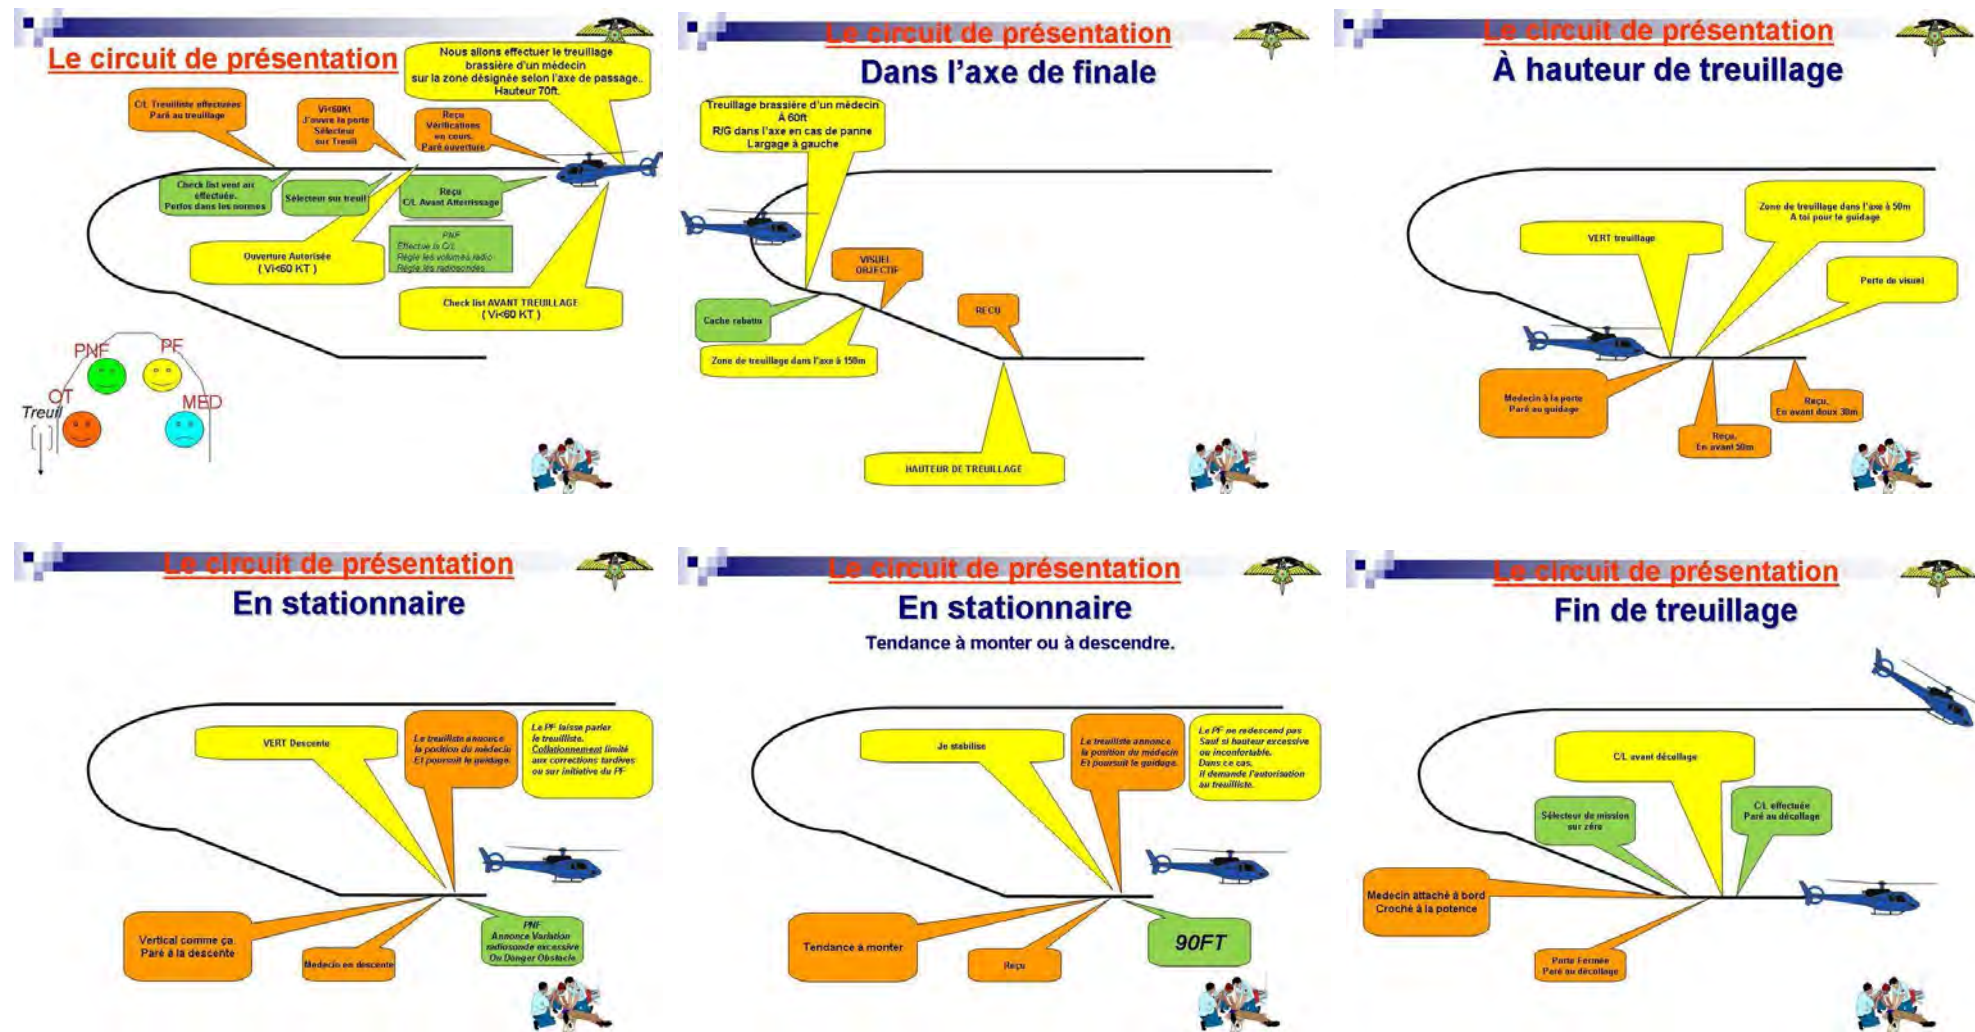 Le circuit de présentation
Nous allons effectuer le treuillage
brassière d'un médecin
sur la zone désignée selon l'axe de passage..
Hauteur 70ft.
C/L Treuilliste effectuées
Paré au treuillage
Vi<60Kt
J'ouvre la porte
Sélecteur
sur Treuil
Reçu
Vérifications
en cours.
Paré ouverture
Check list vent arr
effectuée.
Perfos dans les normes
Sélecteur sur treuil
Reçu
C/L Avant Atterrissage
PNF
Effectue la C/L
Règle les volumes radio
Règle les radiosondes
Ouverture Autorisée
( Vi<60 KT )
Check list AVANT TREUILLAGE
( Vi<60 KT )
PNF
PF
OT
MED
Treuil
Le circuit de présentation
Dans l'axe de finale
Treuillage brassière d'un médecin
À 60ft
R/G dans l'axe en cas de panne
Largage à gauche
VISUEL
OBJECTIF
RECU
Cache rabattu
Zone de treuillage dans l'axe à 150m
HAUTEUR DE TREUILLAGE
Le circuit de présentation
À hauteur de treuillage
Zone de treuillage dans l'axe à 50m
A toi pour le guidage
VERT treuillage
Perte de visuel
Medecin à la porte
Paré au guidage
Reçu,
En avant doux 30m
Reçu,
En avant 50m
Le circuit de présentation
En stationnaire
VERT Descente
Le treuilliste annonce
la position du médecin
Et poursuit le guidage.
Le PF laisse parler
le treuilliste.
Collationnement limité
aux corrections tardives
ou sur initiative du PF
Vertical comme ça.
Paré à la descente
Medecin en descente
PNF
Annonce Variation
radiosonde excessive
Ou Danger Obstacle
Le circuit de présentation
En stationnaire
Tendance à monter ou à descendre.
Je stabilise
Le treuilliste annonce
la position du médecin
Et poursuit le guidage.
Le PF ne redescend pas
Sauf si hauteur excessive
ou inconfortable.
Dans ce cas,
il demande l'autorisation
au treuilliste.
Tendance à monter
Reçu
90FT
Le circuit de présentation
Fin de treuillage
C/L avant décollage
Sélecteur de mission
sur zéro
C/L effectuée
Paré au décollage
Medecin attaché à bord
Croché à la potence
Porte Fermée
Paré au décollage